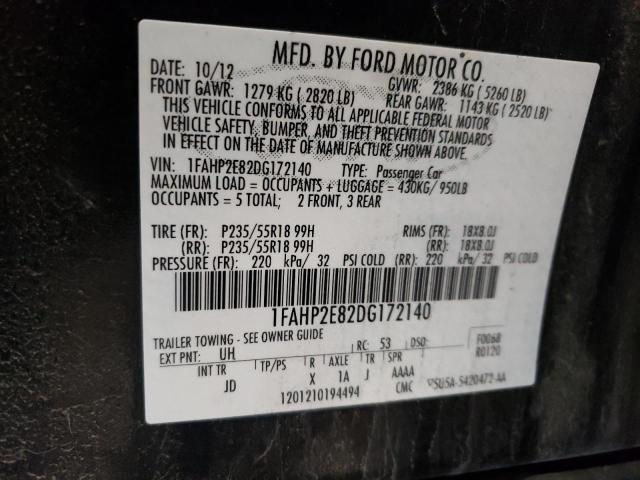 MFD. BY FORD MOTOR CO.
DATE: 10/12 GVWR: 2386 KG ( 5260 LB)
FRONT GAWR: 1279 KG ( 2820 LB) REAR GAWR: 1143 KG ( 2520 LB)
THIS VEHICLE CONFORMS TO ALL APPLICABLE FEDERAL MOTOR
VEHICLE SAFETY, BUMPER, AND THEFT PREVENTION STANDARDS
IN EFFECT ON THE DATE OF MANUFACTURE SHOWN ABOVE.
VIN: 1FAHP2E82DG172140 TYPE: Passenger Car
MAXIMUM LOAD = OCCUPANTS + LUGGAGE = 430KG/ 950LB
OCCUPANTS = 5 TOTAL; 2 FRONT, 3 REAR
TIRE (FR): P235/55R18 99H RIMS (FR): 18X8.0J
(RR): P235/55R18 99H (RR): 18X8.0J
PRESSURE (FR): 220 kPa/ 32 PSI COLD (RR): 220 kPa/ 32 PSI COLD
1FAHP2E82DG172140
TRAILER TOWING - SEE OWNER GUIDE F0068
EXT PNT: UH RC: 53 DSO: R0120
INT TR TP/PS R AXLE TR SPR
JD X 1A J AAAA
1201210194494 CMC 5U5A-5420472-AA